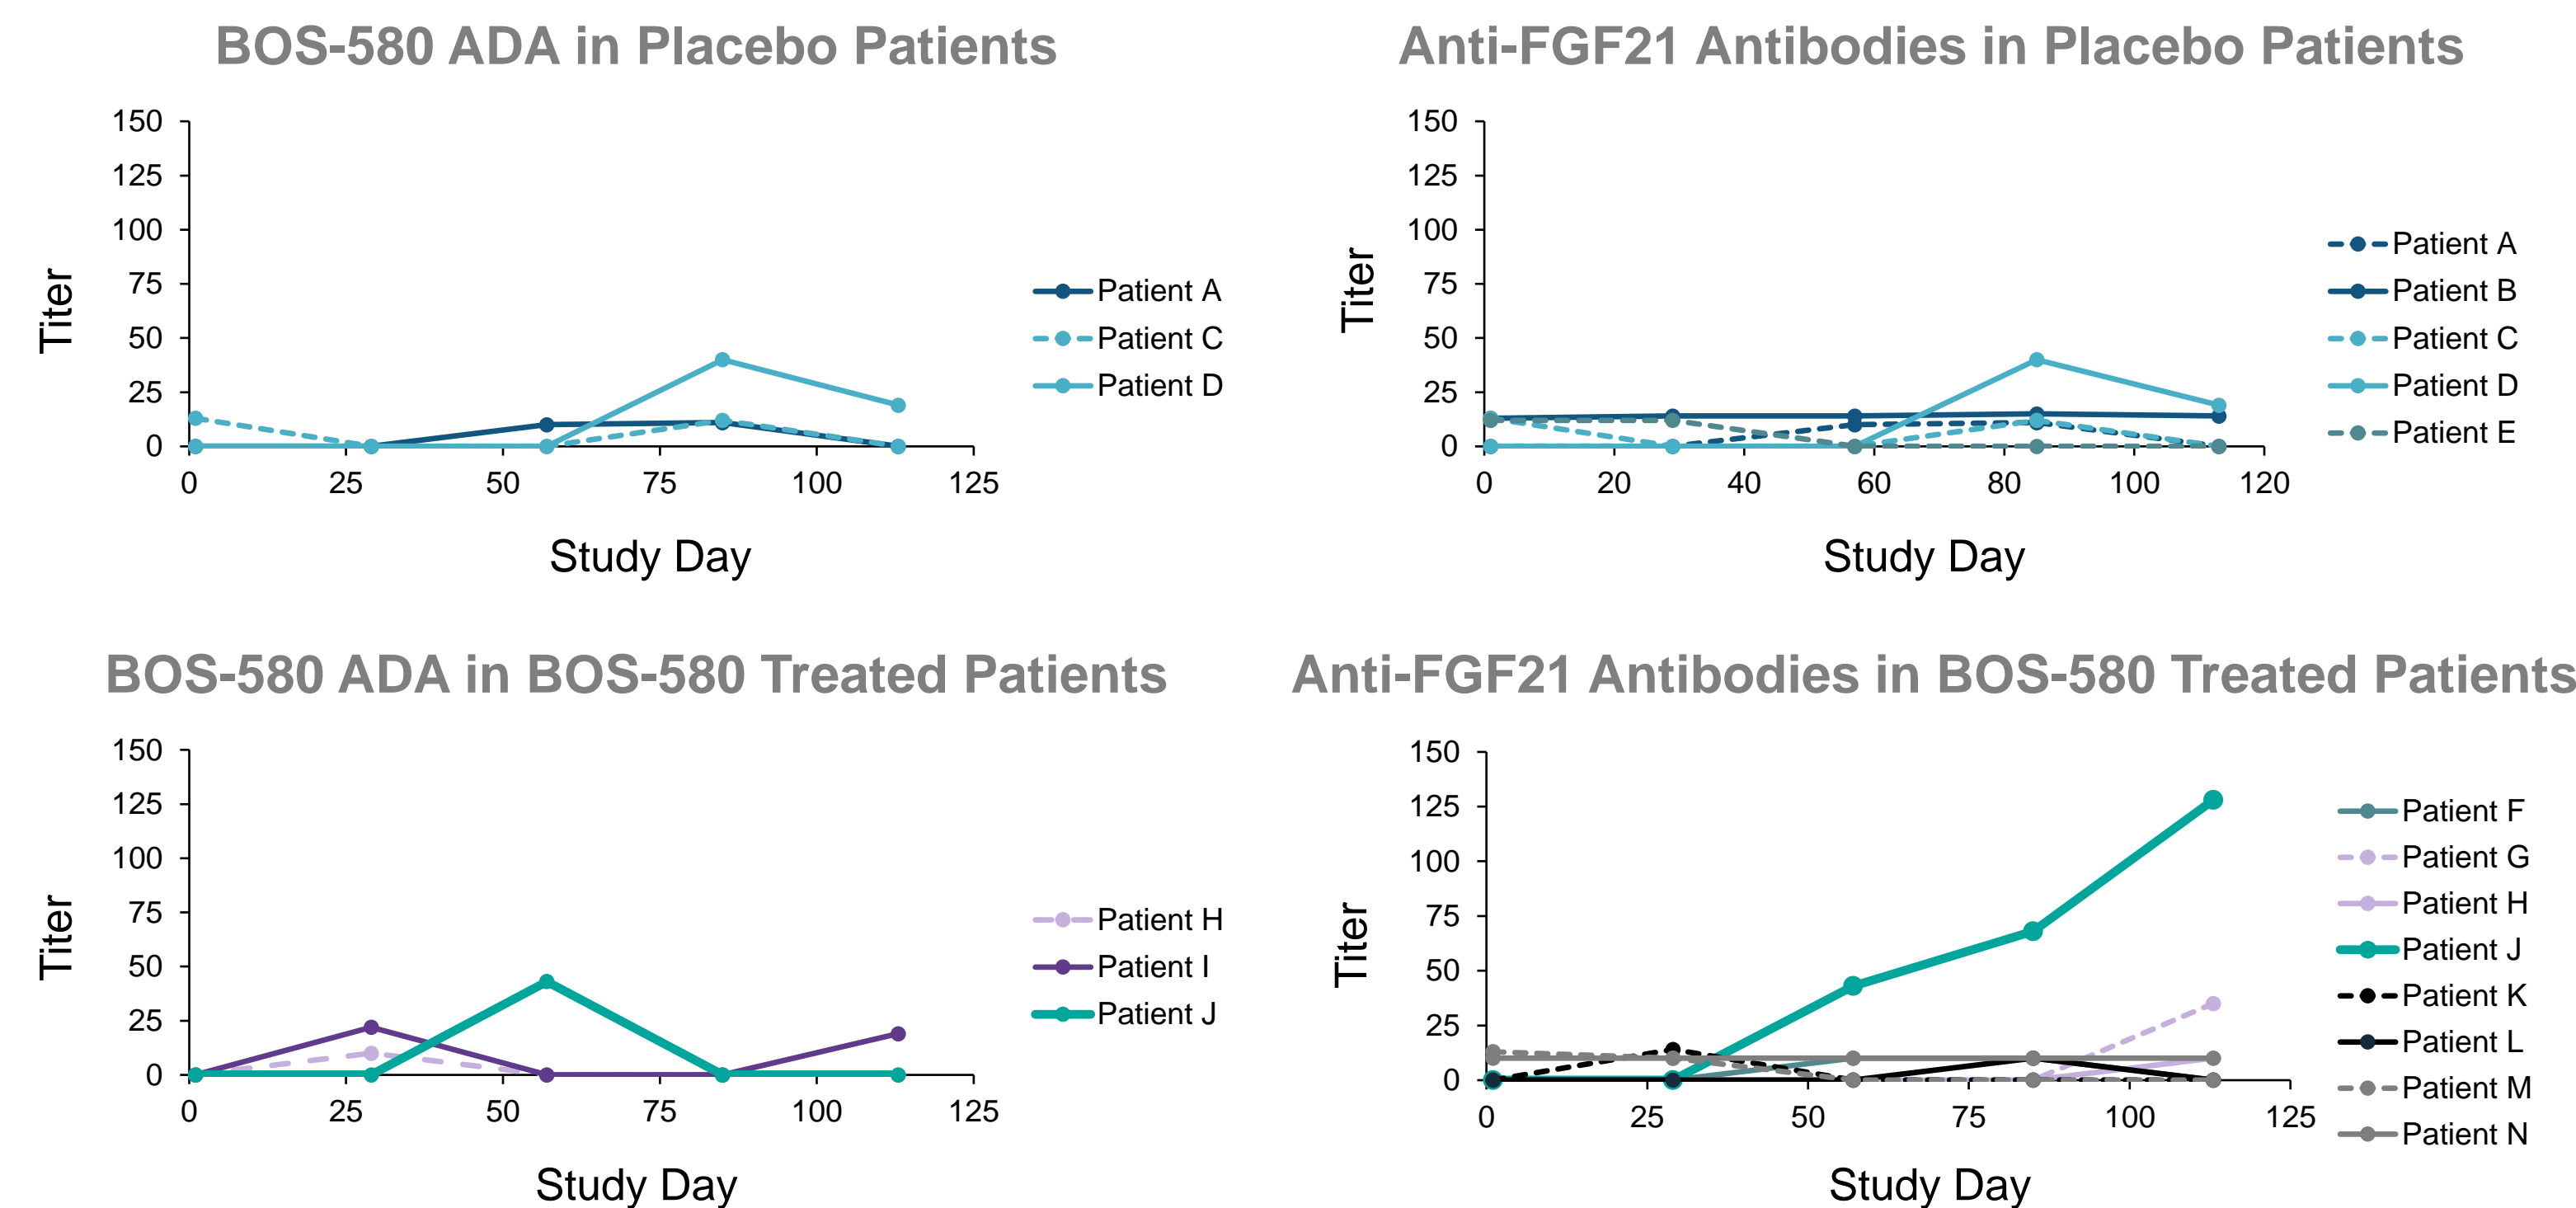 BOS-580 ADA in Placebo Patients
150
125
100
75
50
25
0
0 25 50 75 100 125
Titer
Study Day
Patient A
Patient C
Patient D
Anti-FGF21 Antibodies in Placebo Patients
150
125
100
75
50
25
0
0 20 40 60 80 100 120
Titer
Study Day
Patient A
Patient B
Patient C
Patient D
Patient E
BOS-580 ADA in BOS-580 Treated Patients
150
125
100
75
50
25
0
0 25 50 75 100 125
Titer
Study Day
Patient H
Patient I
Patient J
Anti-FGF21 Antibodies in BOS-580 Treated Patients
150
125
100
75
50
25
0
0 25 50 75 100 125
Titer
Study Day
Patient F
Patient G
Patient H
Patient J
Patient K
Patient L
Patient M
Patient N